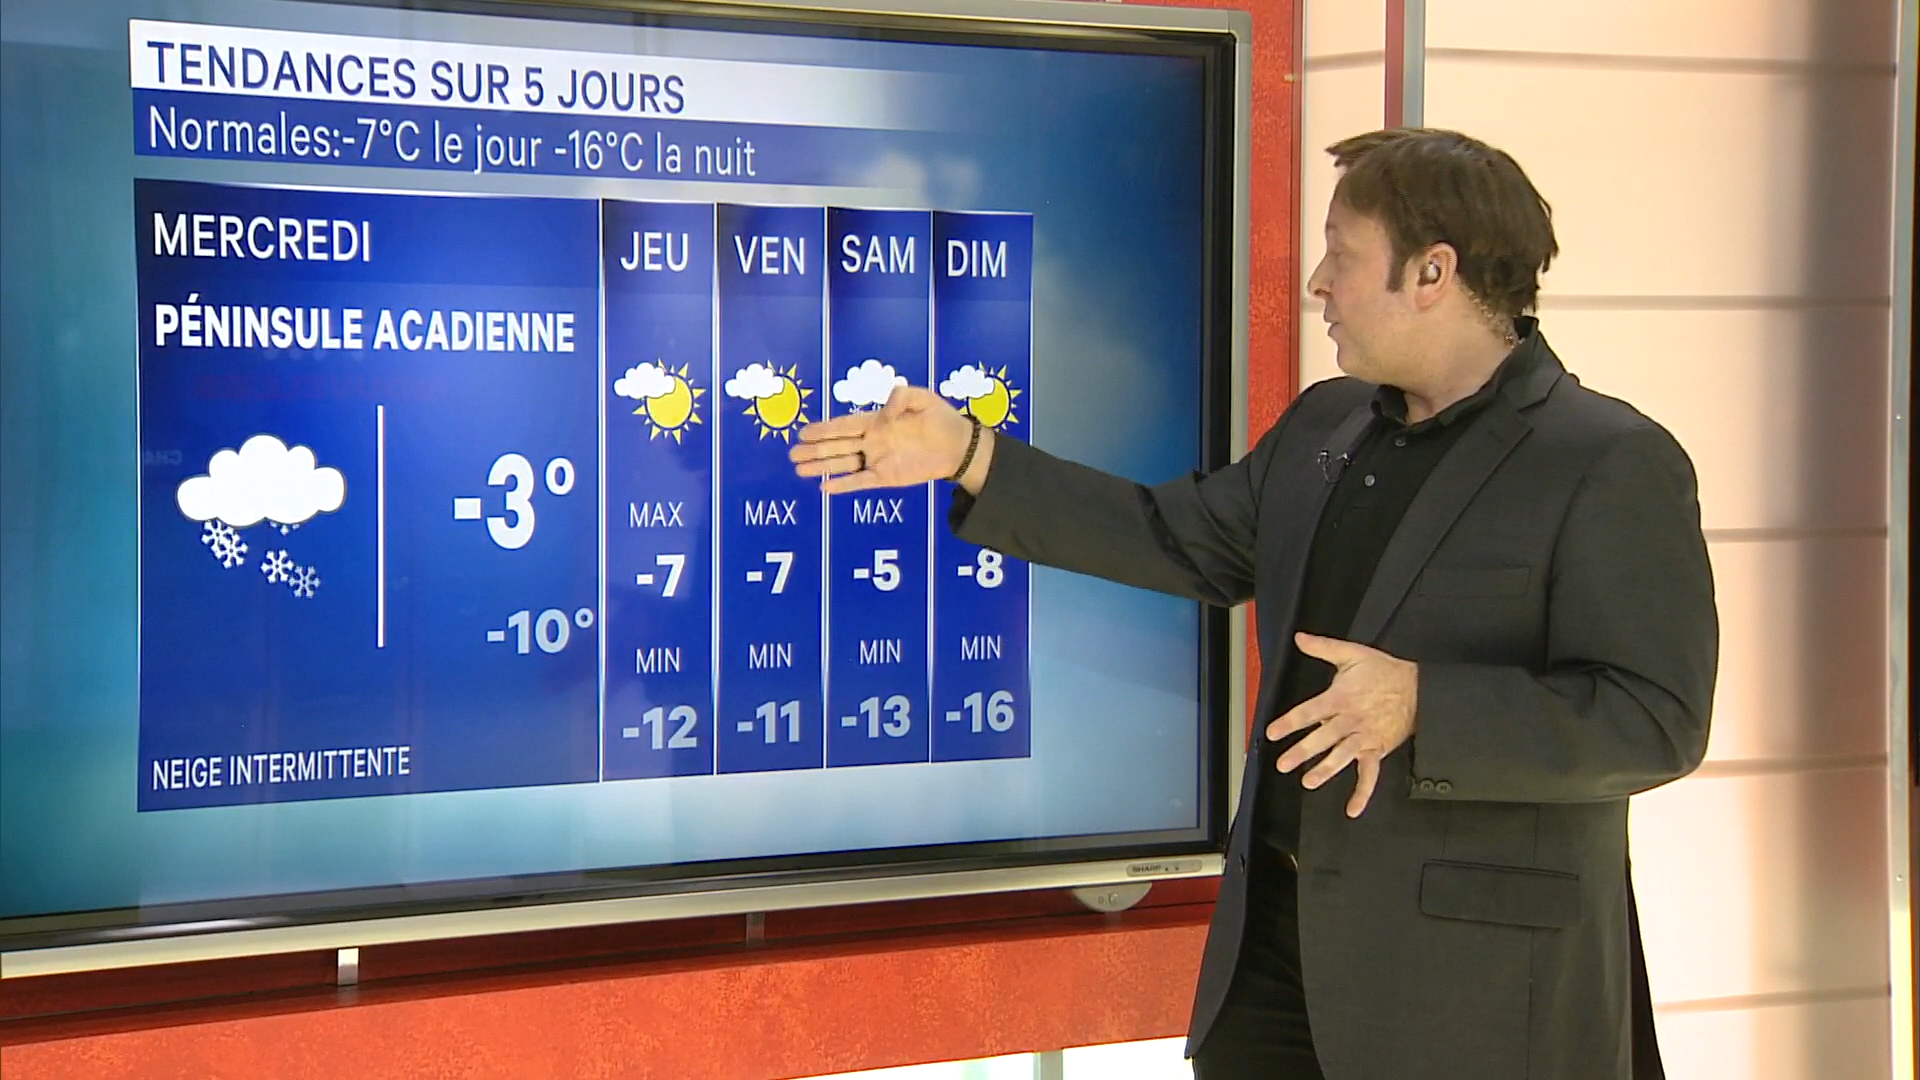 TENDANCES SUR 5 JOURS
Normales:-7°C le jour -16°C la nuit
MERCREDI
JEU VEN SAM DIM
PÉNINSULE ACADIENNE
-3°
-10°
MAX MAX MAX
-7 -7 -5 -8
MIN MIN MIN MIN
-12 -11 -13 -16
NEIGE INTERMITTENTE
SHARP